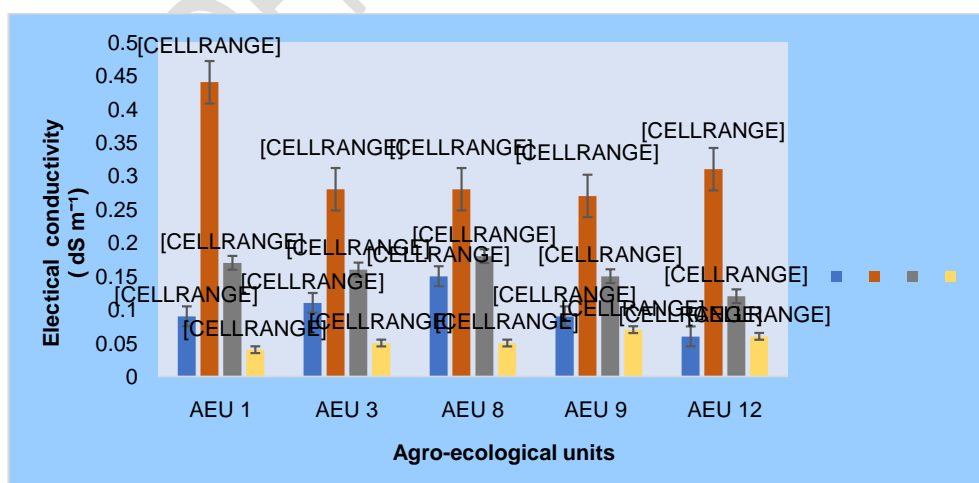 [CELLRANGE]
0.5
0.45
[CELLRANGE]
0.4
[CELLRANGE]
[CELLRANGE]
[CELLRANGE]
0.35
0.3
0.25
[CELLRANGE]
[CELLRANGE]
[CELLRANGE]
0.2
[CELLRANGE]
[CELLRANGE]
[CELLRANGE]
0.15
[CELLRANGE]
[CELLRANGE]
[CELLRANGE]
[CELLRANGE]
[CELLRANGE]
0.1
[CELLRANGE]
[CELLRANGE]
[CELLRANGE]
0.05
0
AEU 1 AEU 3 AEU 8 AEU 9 AEU 12
Agro-ecological units
Electical conductivity
( dS m⁻¹)